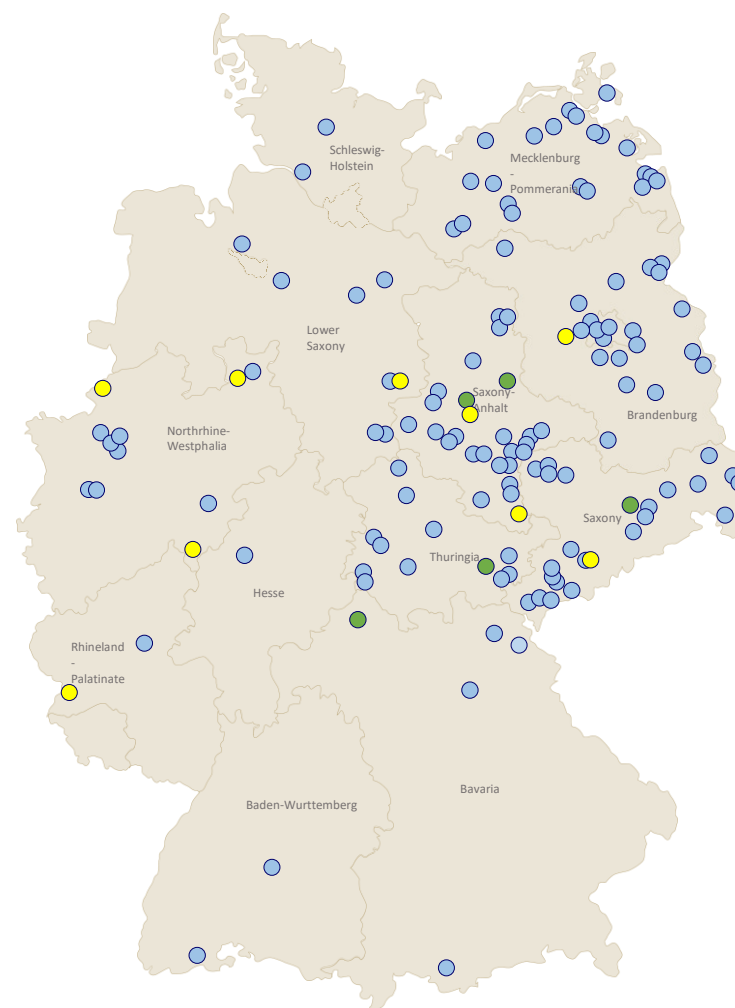 Schleswig-
Holstein
Mecklenburg
-
Pommerania
Lower
Saxony
Saxony-
Anhalt
Brandenburg
Northrhine-
Westphalia
Saxony
Thuringia
Hesse
Rhineland
-
Palatinate
Bavaria
Baden-Wurttemberg